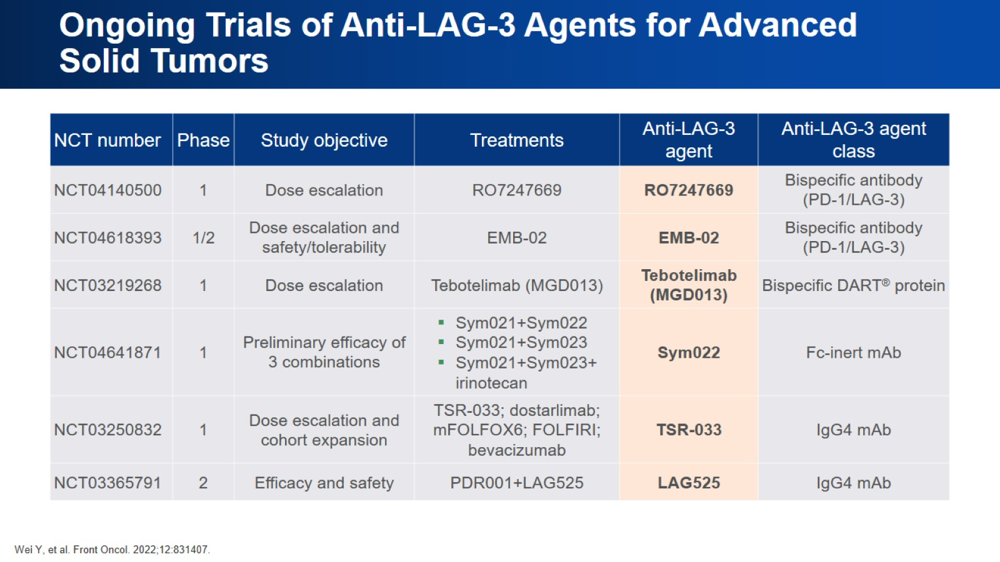 Ongoing Trials of Anti-LAG-3 Agents for Advanced
Solid Tumors
NCT number Phase Study objective Treatments Anti-LAG-3 agent Anti-LAG-3 agent class
NCT04140500 1 Dose escalation RO7247669 RO7247669 Bispecific antibody (PD-1/LAG-3)
NCT04618393 1/2 Dose escalation and safety/tolerability EMB-02 EMB-02 Bispecific antibody (PD-1/LAG-3)
NCT03219268 1 Dose escalation Tebotelimab (MGD013) Tebotelimab (MGD013) Bispecific DART® protein
NCT04641871 1 Preliminary efficacy of 3 combinations
▪ Sym021+Sym022
▪ Sym021+Sym023
▪ Sym021+Sym023+
irinotecan
Sym022 Fc-inert mAb
NCT03250832 1 Dose escalation and cohort expansion TSR-033; dostarlimab; mFOLFOX6; FOLFIRI; bevacizumab TSR-033 IgG4 mAb
NCT03365791 2 Efficacy and safety PDR001+LAG525 LAG525 IgG4 mAb
Wei Y, et al. Front Oncol. 2022;12:831407.